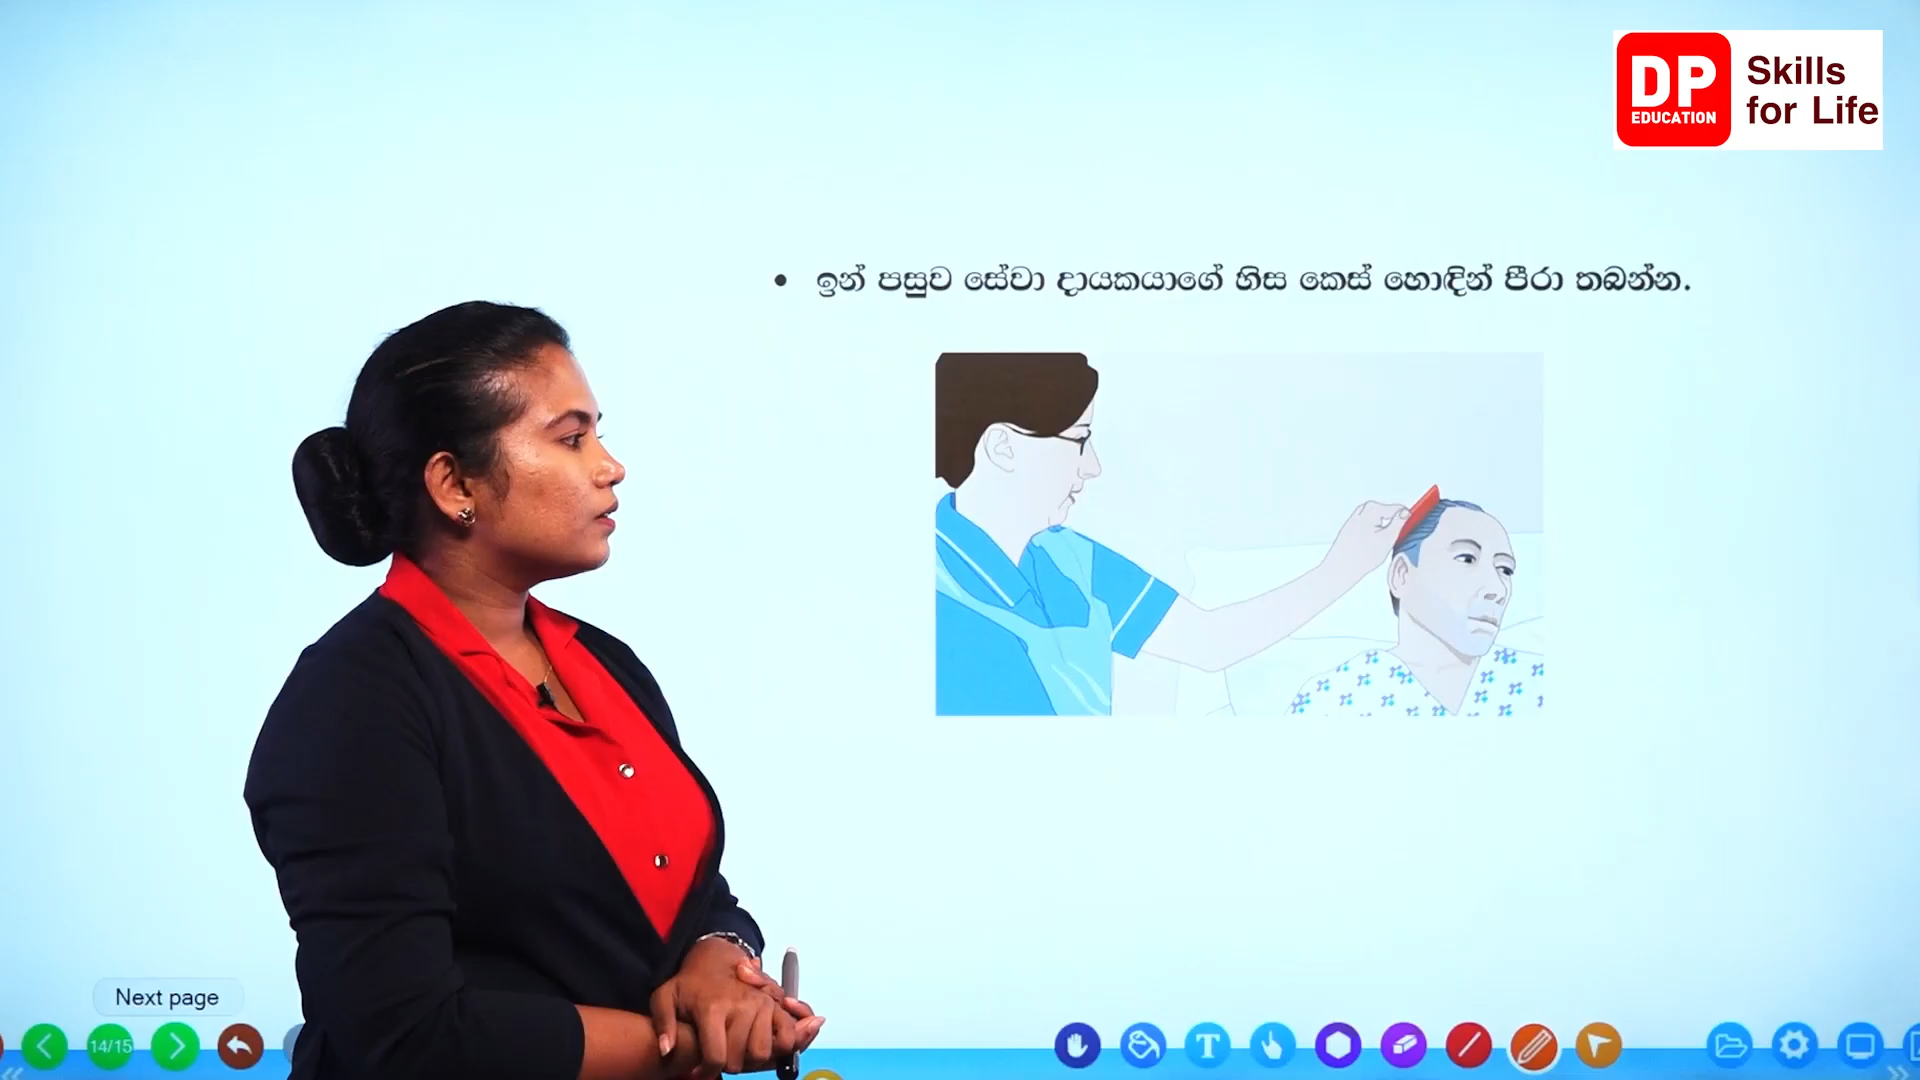 DP
EDUCATION
Skills
for Life
• ඉන් පසුව සේවා දායකයාගේ හිස කෙස් හොඳින් පීරා තබන්න.
Next page
14/15
T